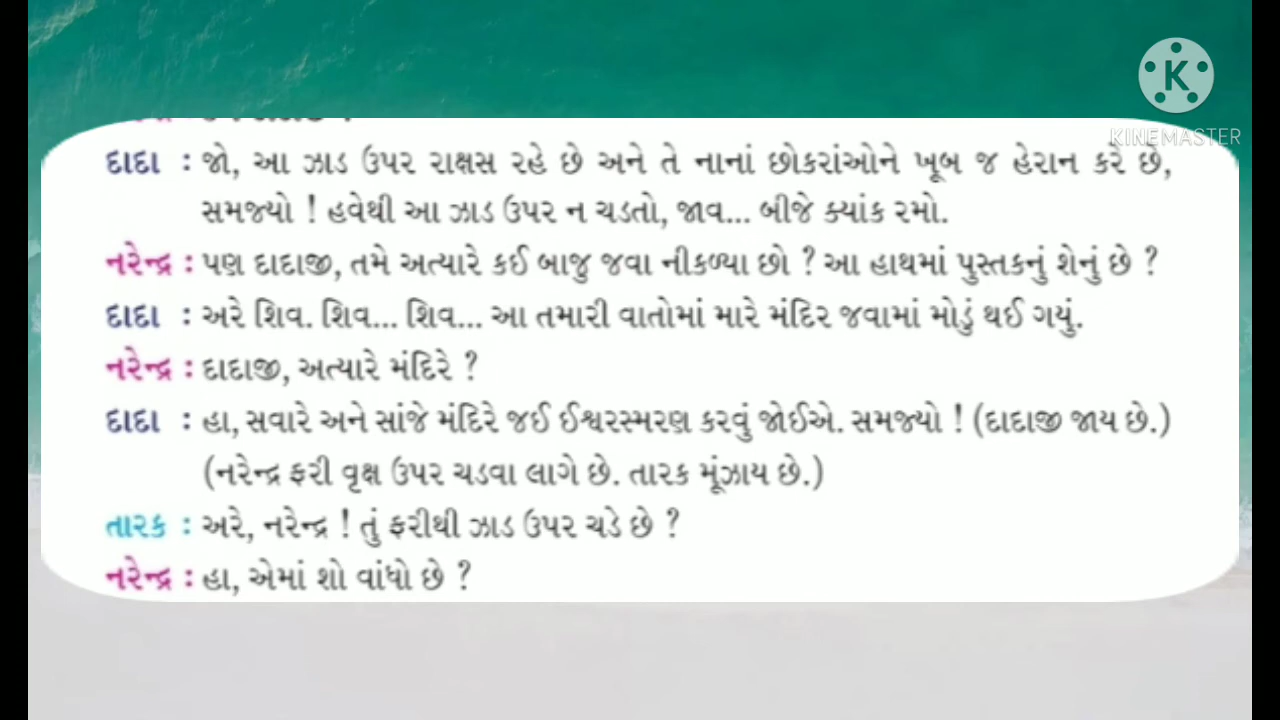 KINEMASTER
દાદા : જો, આ ઝાડ ઉપર રાક્ષસ રહે છે અને તે નાનાં છોકરાંઓને ખૂબ જ હેરાન કરે છે,
સમજ્યો ! હવેથી આ ઝાડ ઉપર ન ચડતો, જાવ... બીજે ક્યાંક રમો.
નરેન્દ્ર : પણ દાદાજી, તમે અત્યારે કઈ બાજુ જવા નીકળ્યા છો ? આ હાથમાં પુસ્તકનું શેનું છે ?
દાદા : અરે શિવ. શિવ... શિવ... આ તમારી વાતોમાં મારે મંદિર જવામાં મોડું થઈ ગયું.
નરેન્દ્ર : દાદાજી, અત્યારે મંદિરે ?
દાદા : હા, સવારે અને સાંજે મંદિરે જઈ ઈશ્વરસ્મરણ કરવું જોઈએ. સમજ્યો ! (દાદાજી જાય છે.)
(નરેન્દ્ર ફરી વૃક્ષ ઉપર ચડવા લાગે છે. તારક મૂંઝાય છે.)
તારક : અરે, નરેન્દ્ર ! તું ફરીથી ઝાડ ઉપર ચડે છે ?
નરેન્દ્ર : હા, એમાં શો વાંધો છે ?